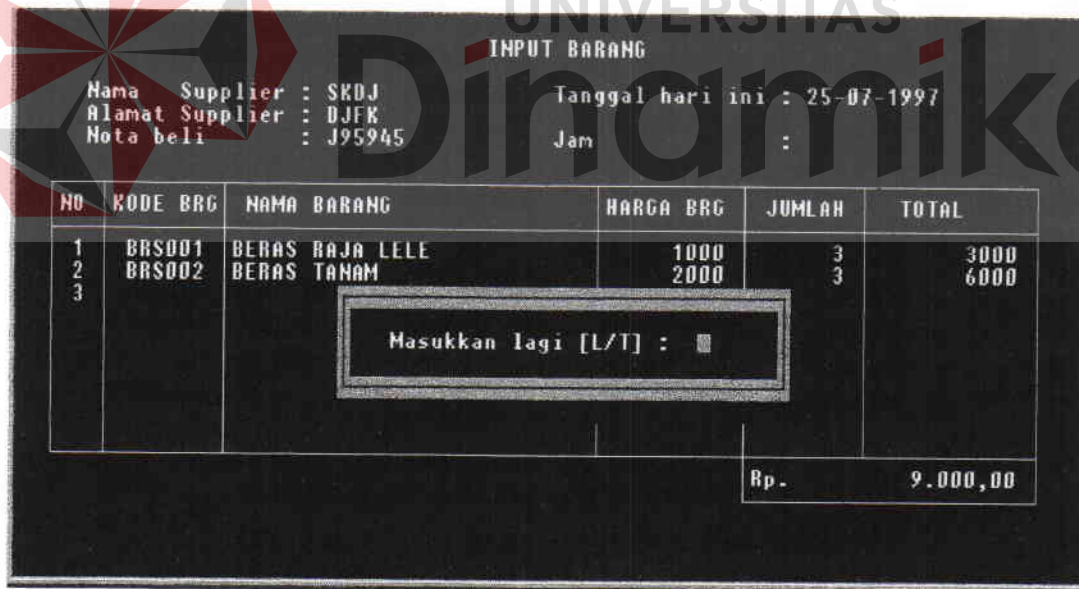 UNIVERSITAS
Dinamika
INPUT BARANG
Nama Supplier : SKDJ Tanggal hari ini : 25-07-1997
Alamat Supplier : DJFK
Nota beli : J95945 Jam :
NO KODE BRG NAMA BARANG HARGA BRG JUMLAH TOTAL
1 BRS001 BERAS RAJA LELE 1000 3 3000
2 BRS002 BERAS TANAM 2000 3 6000
3
Masukkan lagi [L/T] :
Rp. 9.000,00